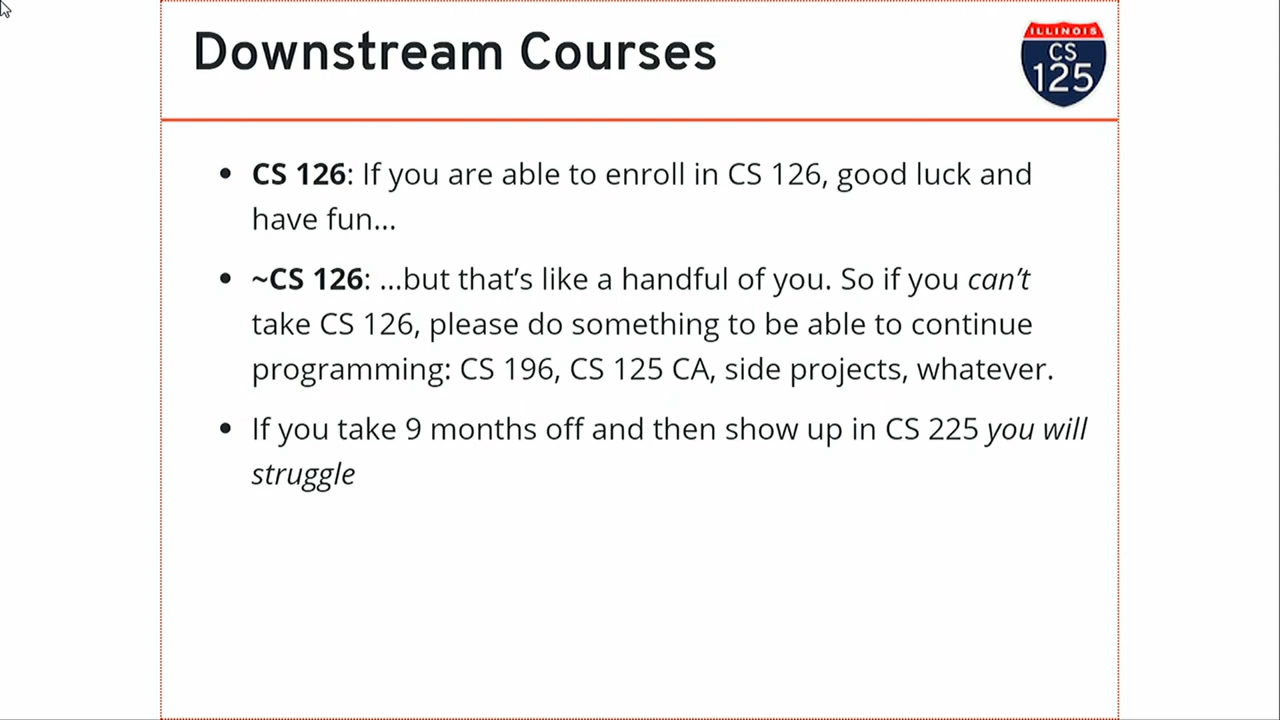 Downstream Courses
ILLINOIS
CS
125
• CS 126: If you are able to enroll in CS 126, good luck and
have fun…
• ~CS 126: …but that’s like a handful of you. So if you can’t
take CS 126, please do something to be able to continue
programming: CS 196, CS 125 CA, side projects, whatever.
• If you take 9 months off and then show up in CS 225 you will
struggle